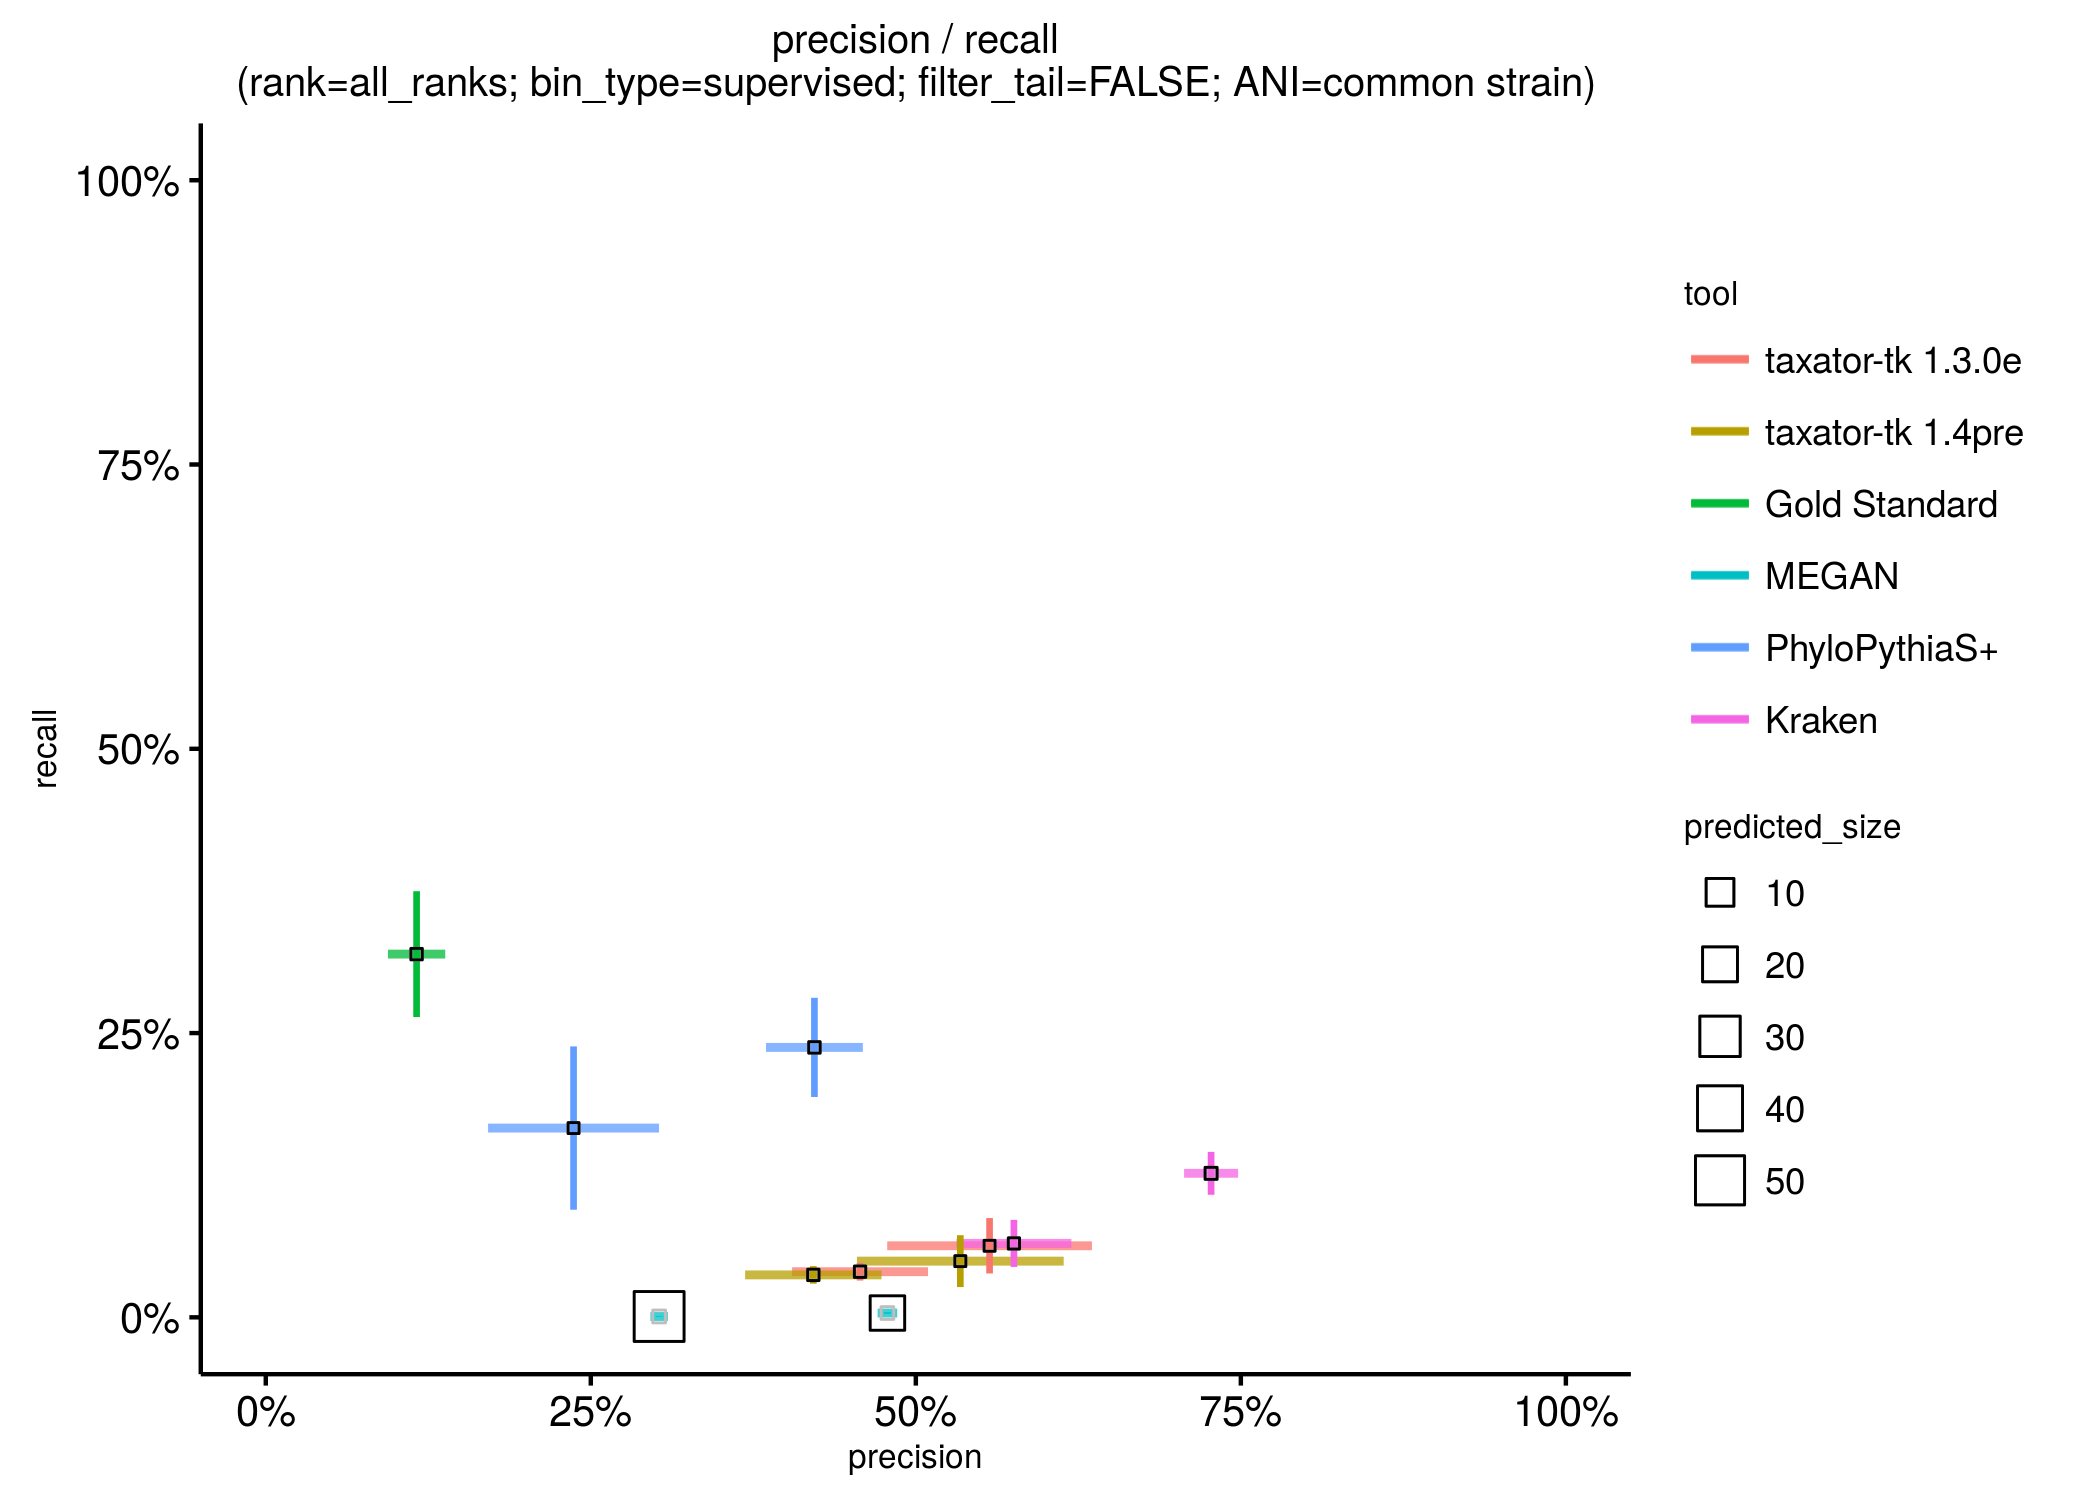 precision / recall
(rank=all_ranks; bin_type=supervised; filter_tail=FALSE; ANI=common strain)
100%
75%
50%
25%
0%
recall
0%
25%
50%
75%
100%
precision
tool
taxator-tk 1.3.0e
taxator-tk 1.4pre
Gold Standard
MEGAN
PhyloPythiaS+
Kraken
predicted_size
10
20
30
40
50